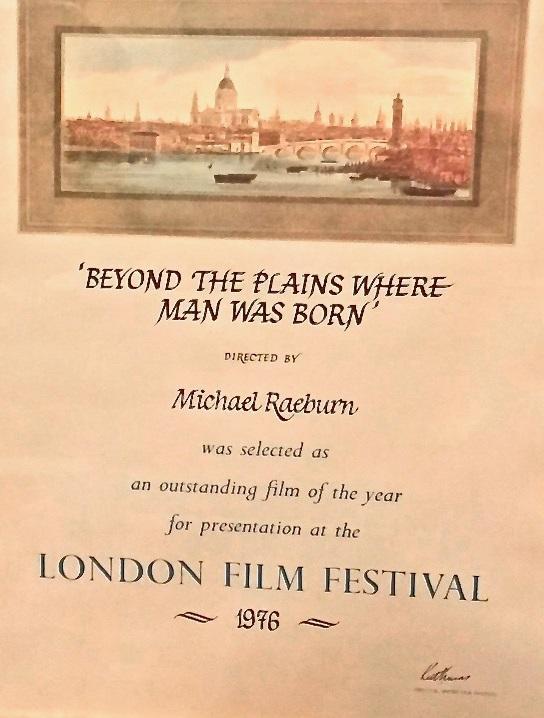 'BEYOND THE PLAINS WHERE
MAN WAS BORN'
DIRECTED BY
Michael Raeburn
was selected as
an outstanding film of the year
for presentation at the
LONDON FILM FESTIVAL
1976